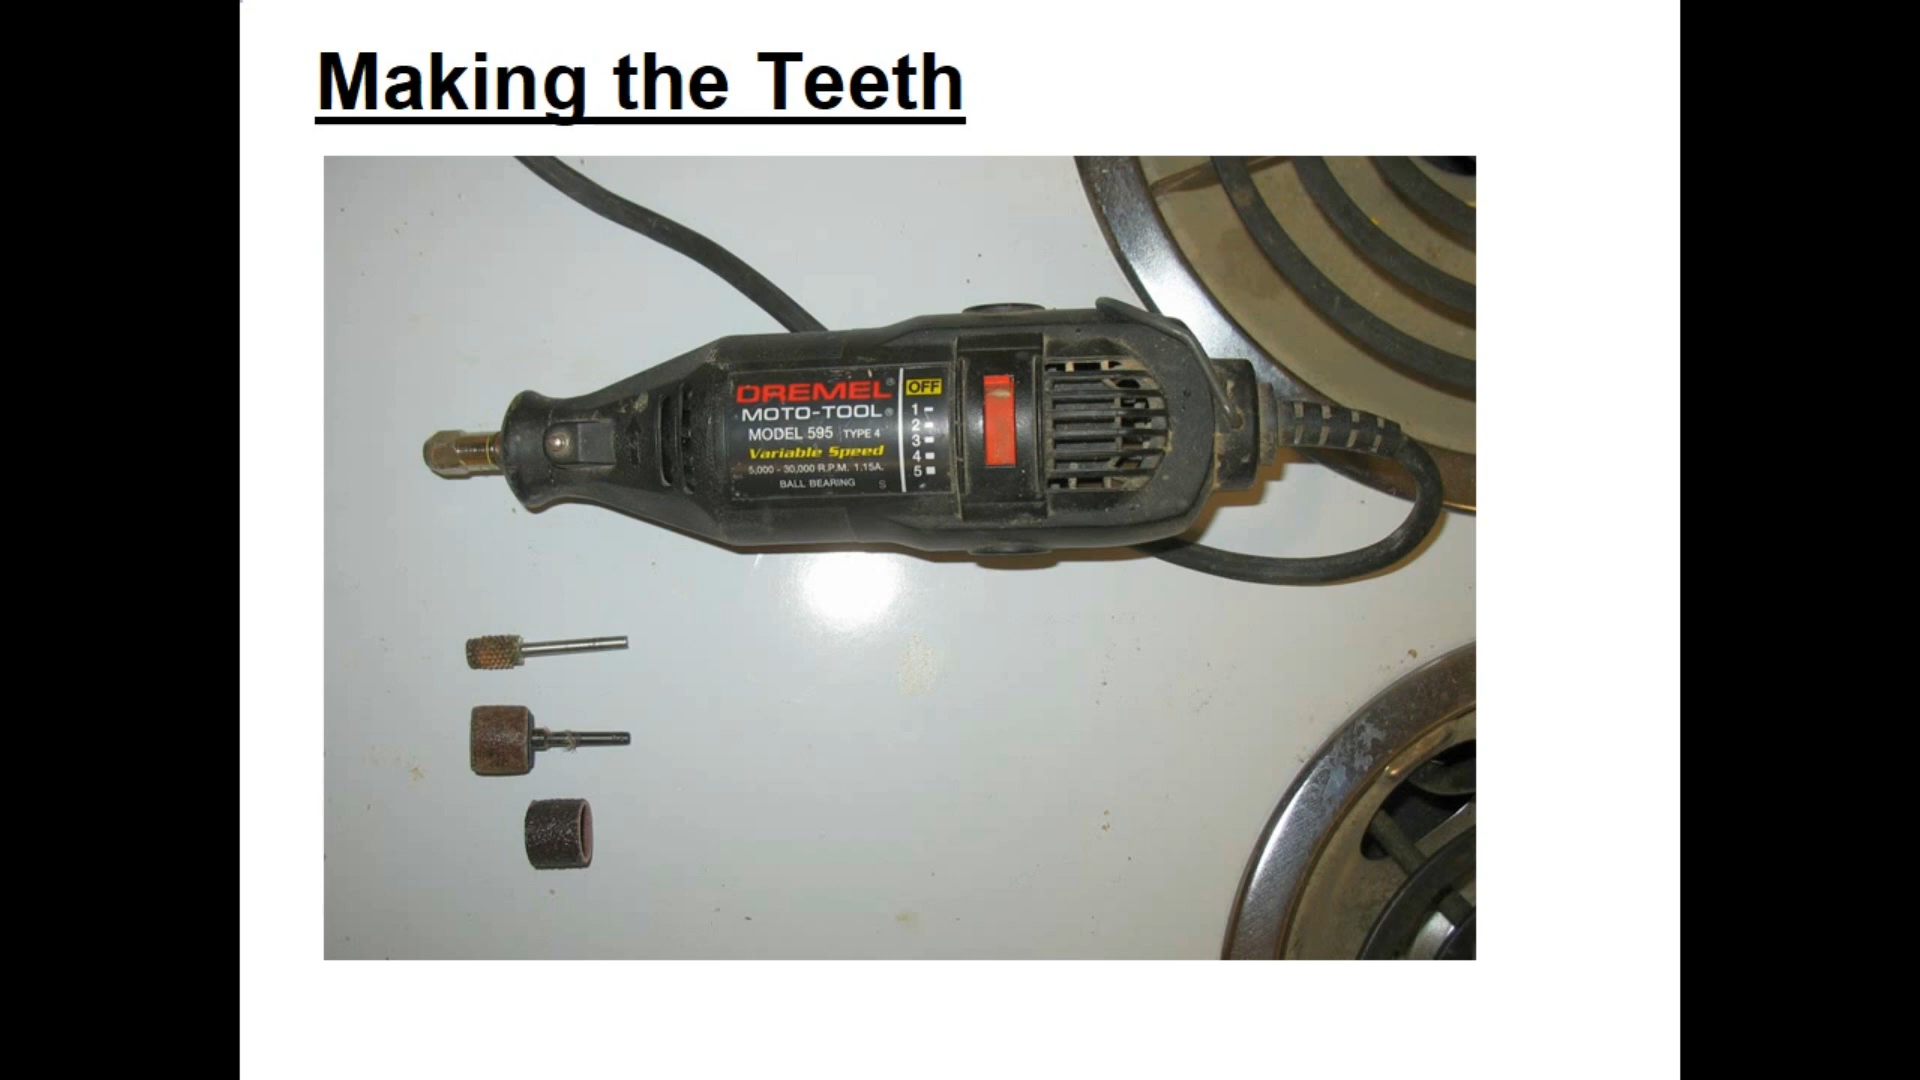 Making the Teeth
DREMEL®
MOTO-TOOL®
MODEL 595 TYPE 4
Variable Speed
5,000 - 30,000 R.P.M. 1.15A.
BALL BEARING S
OFF
1
2
3
4
5